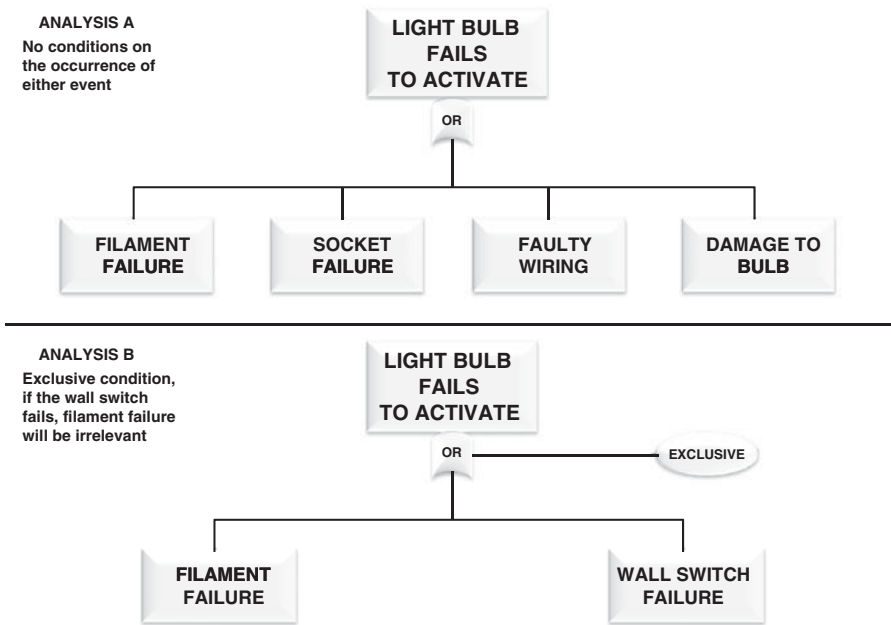 ANALYSIS A
No conditions on
the occurrence of
either event
LIGHT BULB
FAILS
TO ACTIVATE
OR
FILAMENT
FAILURE
SOCKET
FAILURE
FAULTY
WIRING
DAMAGE TO
BULB
ANALYSIS B
Exclusive condition,
if the wall switch
fails, filament failure
will be irrelevant
LIGHT BULB
FAILS
TO ACTIVATE
OR
EXCLUSIVE
FILAMENT
FAILURE
WALL SWITCH
FAILURE